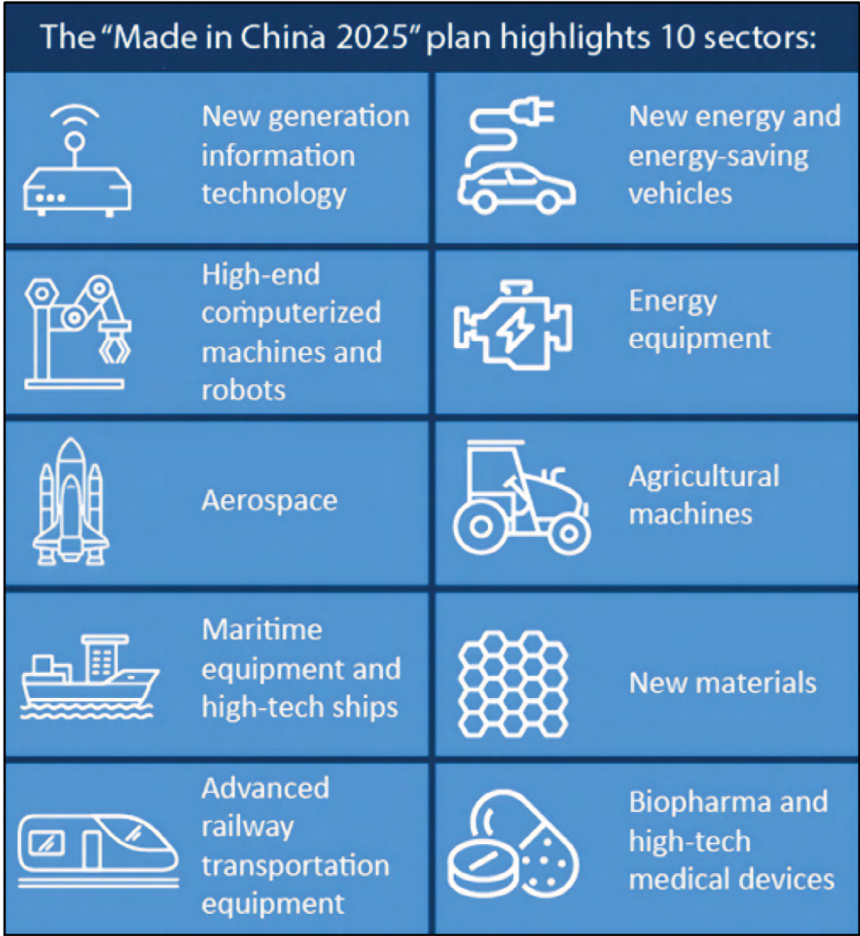 The “Made in China 2025” plan highlights 10 sectors:
New generation
information
technology
New energy and
energy-saving
vehicles
High-end
computerized
machines and
robots
Energy
equipment
Aerospace
Agricultural
machines
Maritime
equipment and
high-tech ships
New materials
Advanced
railway
transportation
equipment
Biopharma and
high-tech
medical devices